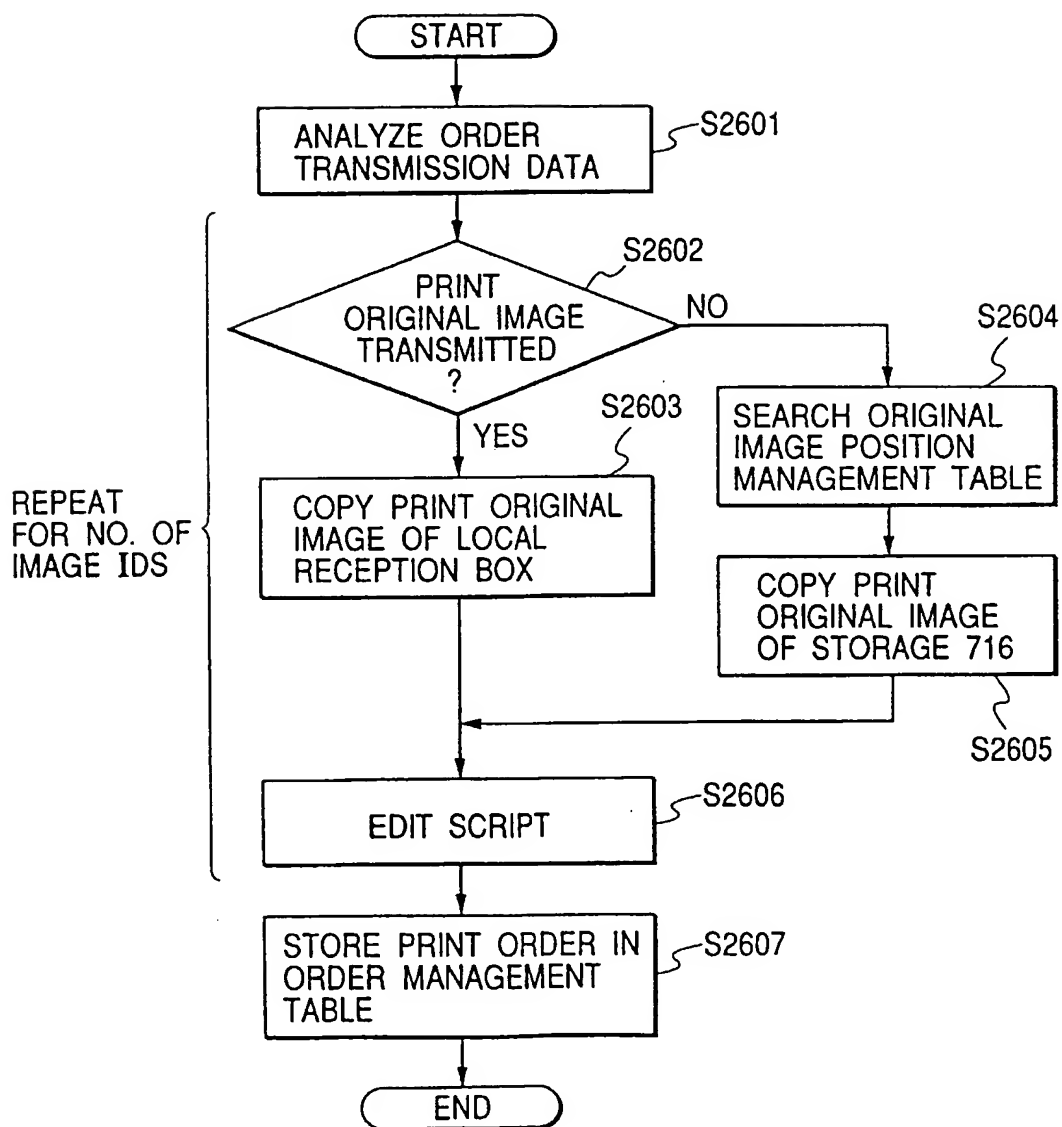 START
ANALYZE ORDER
TRANSMISSION DATA
S2601
PRINT
ORIGINAL IMAGE
TRANSMITTED
?
S2602
NO
YES
S2603
COPY PRINT ORIGINAL
IMAGE OF LOCAL
RECEPTION BOX
S2604
SEARCH ORIGINAL
IMAGE POSITION
MANAGEMENT TABLE
COPY PRINT
ORIGINAL IMAGE
OF STORAGE 716
S2605
REPEAT
FOR NO. OF
IMAGE IDS
EDIT SCRIPT
S2606
STORE PRINT ORDER IN
ORDER MANAGEMENT
TABLE
S2607
END